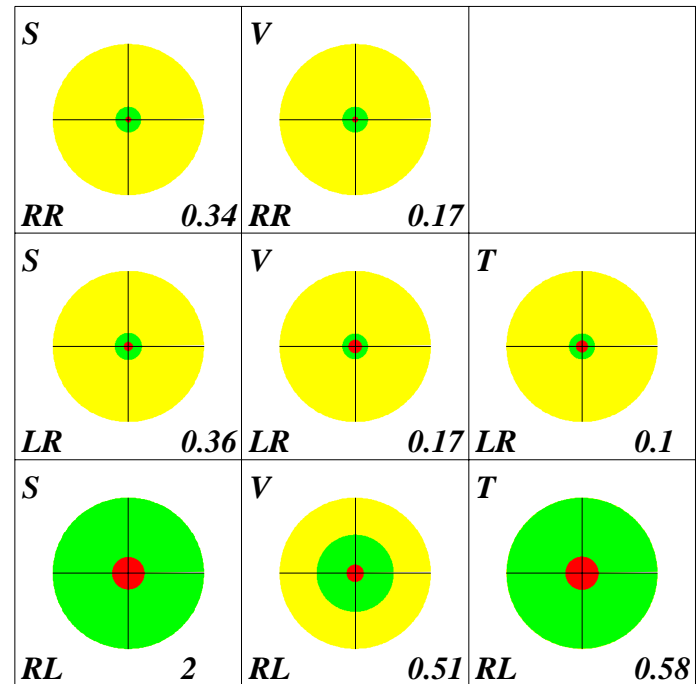 S V
RR 0.34 RR 0.17
S V T
LR 0.36 LR 0.17 LR 0.1
S V T
RL 2 RL 0.51 RL 0.58